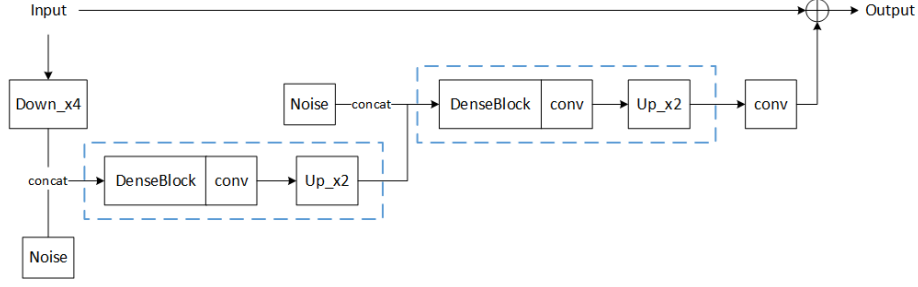 Input
Output
Down_x4
Noise
concat
DenseBlock
conv
Up_x2
conv
concat
DenseBlock
conv
Up_x2
Noise